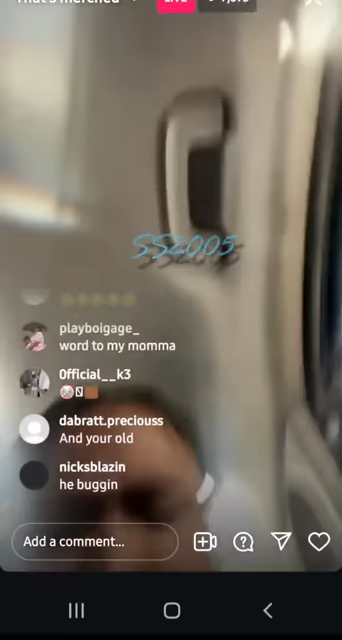 LIVE
SS2005
playboigage_
word to my momma
0fficial__k3
dabratt.preciouss
And your old
nicksblazin
he buggin
Add a comment...